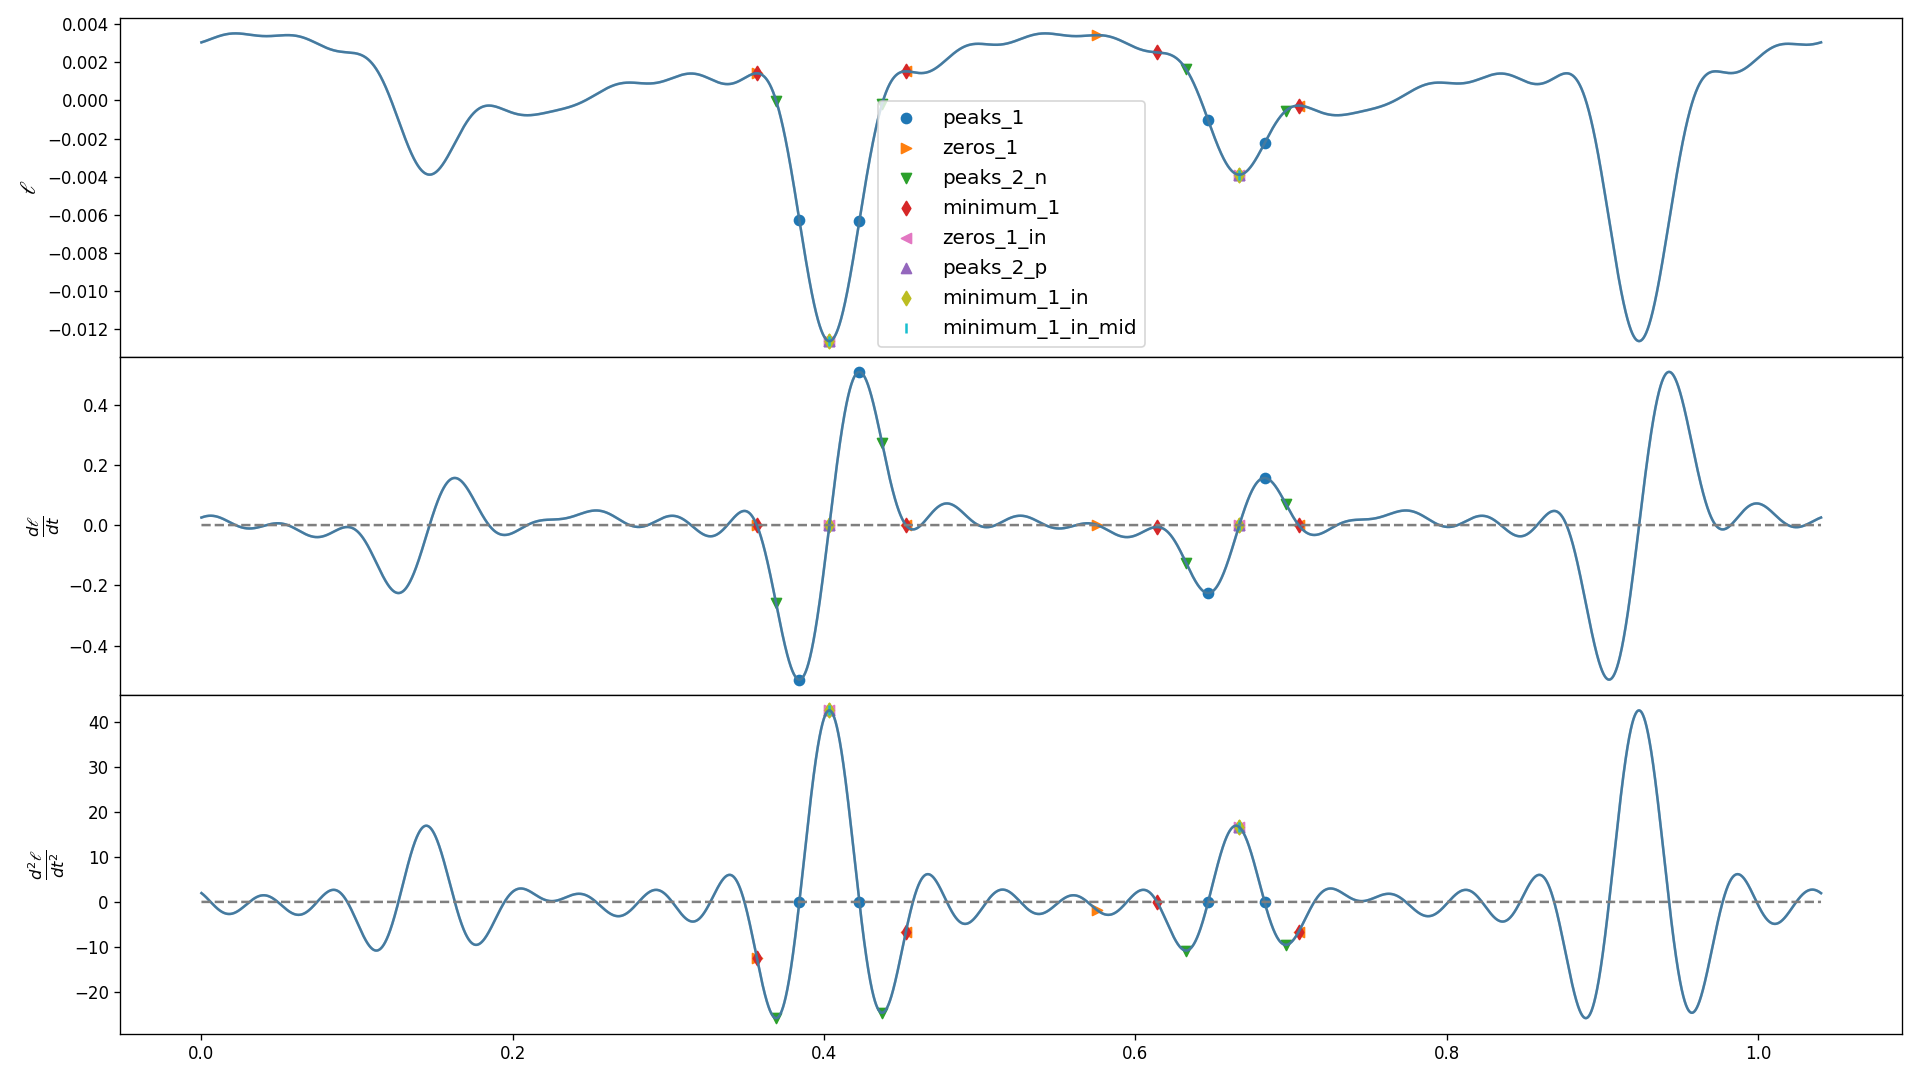 0.004
0.002
0.000
−0.002
−0.004
−0.006
−0.008
−0.010
−0.012
ℓ
peaks_1
zeros_1
peaks_2_n
minimum_1
zeros_1_in
peaks_2_p
minimum_1_in
minimum_1_in_mid
0.4
0.2
0.0
−0.2
−0.4
dℓ
dt
40
30
20
10
0
−10
−20
d²ℓ
dt²
0.0 0.2 0.4 0.6 0.8 1.0